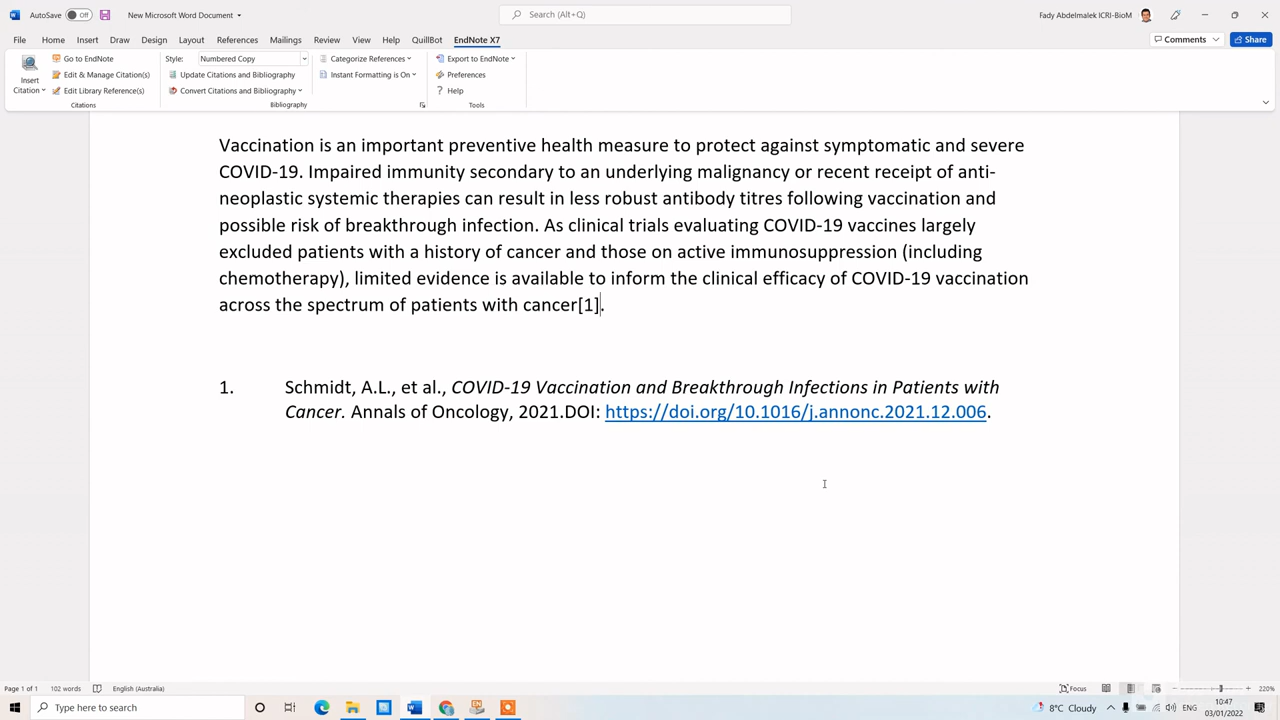 AutoSave Off New Microsoft Word Document Search (Alt+Q) Fady Abdelmalek ICRI-BioM
File Home Insert Draw Design Layout References Mailings Review View Help QuillBot EndNote X7 Comments Share
Insert Citation
Go to EndNote
Edit & Manage Citation(s)
Edit Library Reference(s)
Citations
Style: Numbered Copy
Update Citations and Bibliography
Convert Citations and Bibliography
Categorize References
Instant Formatting is On
Bibliography
Export to EndNote
Preferences
Help
Tools
Vaccination is an important preventive health measure to protect against symptomatic and severe
COVID-19. Impaired immunity secondary to an underlying malignancy or recent receipt of anti-
neoplastic systemic therapies can result in less robust antibody titres following vaccination and
possible risk of breakthrough infection. As clinical trials evaluating COVID-19 vaccines largely
excluded patients with a history of cancer and those on active immunosuppression (including
chemotherapy), limited evidence is available to inform the clinical efficacy of COVID-19 vaccination
across the spectrum of patients with cancer[1].
1. Schmidt, A.L., et al., COVID-19 Vaccination and Breakthrough Infections in Patients with
Cancer. Annals of Oncology, 2021.DOI: https://doi.org/10.1016/j.annonc.2021.12.006.
Page 1 of 1 102 words English (Australia) Focus 220%
Type here to search 8°C Cloudy ENG 10:47
03/01/2022